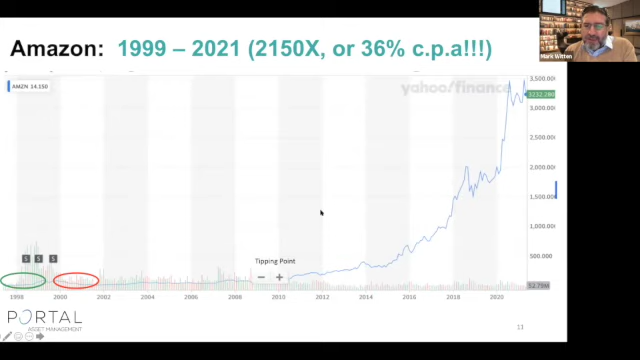 Amazon: 1999 – 2021 (2150X, or 36% c.p.a!!!)
Mark Witten
AMZN 14.150
yahoo!finance
3,500.000
3232.280
3,000.000
2,500.000
2,000.000
1,500.000
1,000.000
500.000
52.79M
Tipping Point
S S S
1998 2000 2002 2004 2006 2008 2010 2012 2014 2016 2018 2020
PORTAL
ASSET MANAGEMENT
13